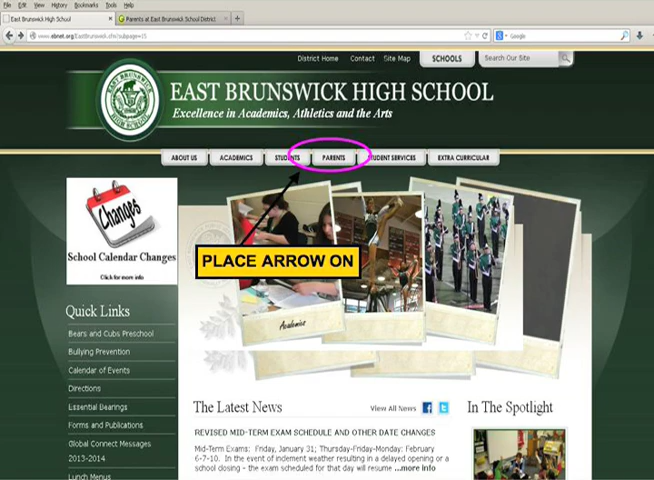 File Edit View History Bookmarks Tools Help
East Brunswick High School
Parents at East Brunswick School District
Google
District Home Contact Site Map SCHOOLS Search Our Site
EAST BRUNSWICK HIGH SCHOOL
Excellence in Academics, Athletics and the Arts
EAST BRUNSWICK
HIGH SCHOOL
ABOUT US ACADEMICS STUDENTS PARENTS STUDENT SERVICES EXTRA CURRICULAR
Changes
School Calendar Changes
Click for more info
PLACE ARROW ON
Academics
Quick Links
Bears and Cubs Preschool
Bullying Prevention
Calendar of Events
Directions
Essential Bearings
Forms and Publications
Global Connect Messages
2013-2014
Lunch Menus
The Latest News View All News
REVISED MID-TERM EXAM SCHEDULE AND OTHER DATE CHANGES
Mid-Term Exams: Friday, January 31; Thursday-Friday-Monday: February
6-7-10. In the event of indement weather resulting in a delayed opening or a
school closing - the exam scheduled for that day will resume ...more info
In The Spotlight